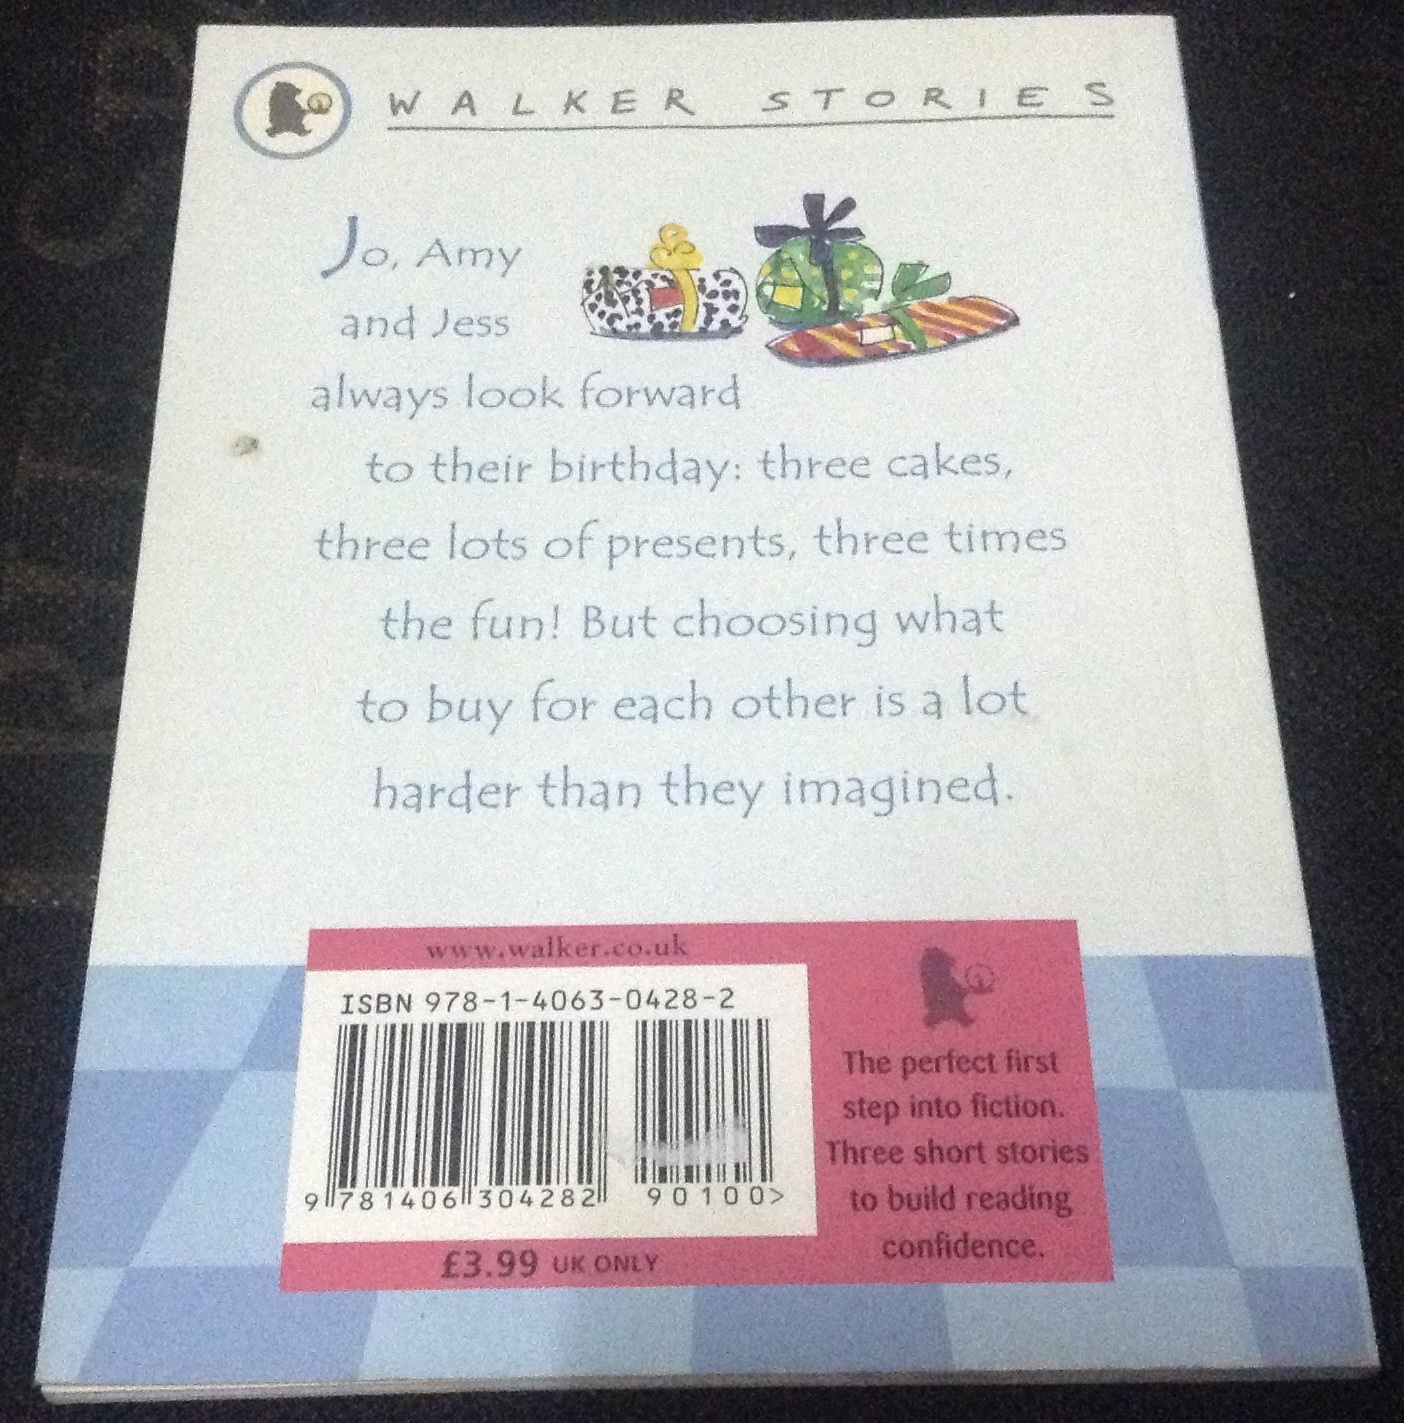 WALKER STORIES
Jo, Amy
and Jess
always look forward
to their birthday: three cakes,
three lots of presents, three times
the fun! But choosing what
to buy for each other is a lot
harder than they imagined.
www.walker.co.uk
ISBN 978-1-4063-0428-2
9 781406 304282
90100>
£3.99 UK ONLY
The perfect first
step into fiction.
Three short stories
to build reading
confidence.